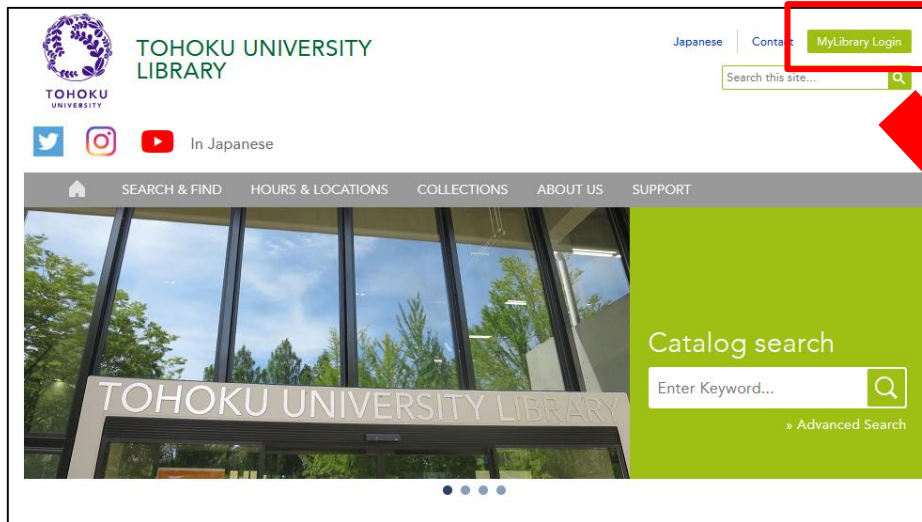 TOHOKU
UNIVERSITY
TOHOKU UNIVERSITY
LIBRARY
Japanese
Contact
MyLibrary Login
Search this site...
In Japanese
SEARCH & FIND
HOURS & LOCATIONS
COLLECTIONS
ABOUT US
SUPPORT
TOHOKU UNIVERSITY LIBRARY
Catalog search
Enter Keyword...
» Advanced Search